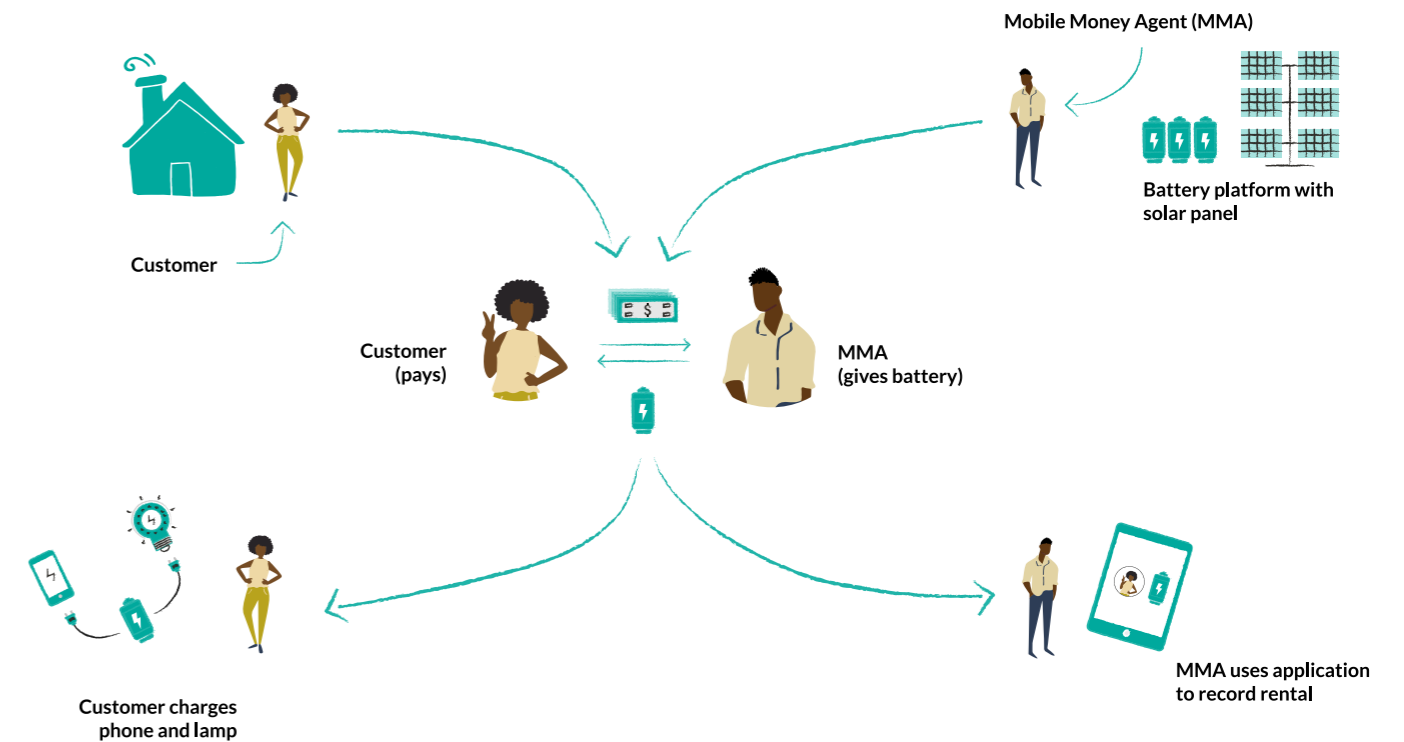 Mobile Money Agent (MMA)
Battery platform with
solar panel
Customer
$
Customer
(pays)
MMA
(gives battery)
Customer charges
phone and lamp
MMA uses application
to record rental